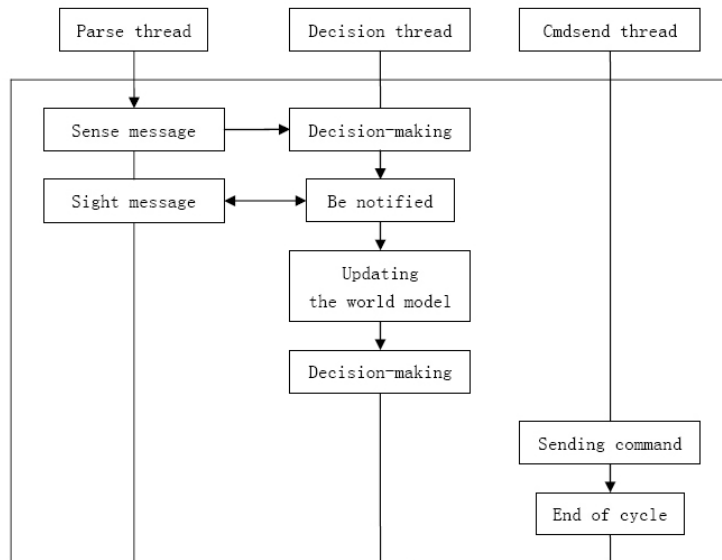 Parse thread
Decision thread
Cmdsend thread
Sense message
Decision-making
Sight message
Be notified
Updating
the world model
Decision-making
Sending command
End of cycle